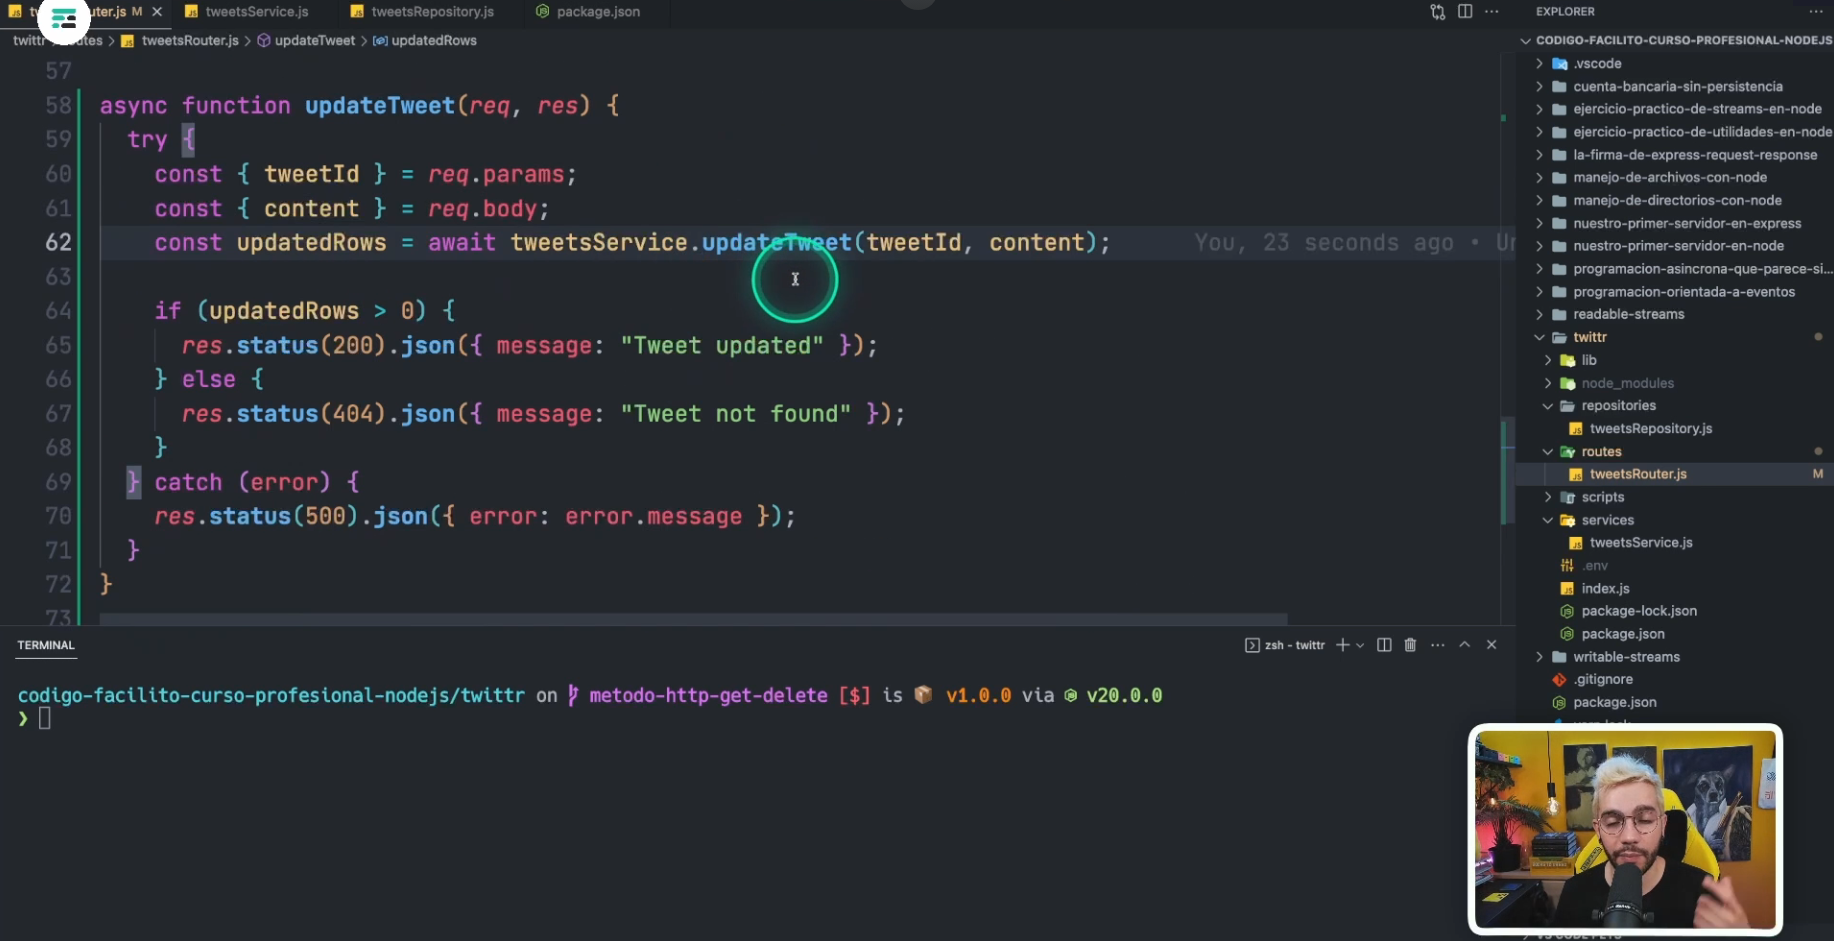 uter.js M
tweetsService.js
tweetsRepository.js
package.json
twittr > routes > tweetsRouter.js > updateTweet > updatedRows
57
58 async function updateTweet(req, res) {
59 try {
60 const { tweetId } = req.params;
61 const { content } = req.body;
62 const updatedRows = await tweetsService.updateTweet(tweetId, content); You, 23 seconds ago • Un
63
64 if (updatedRows > 0) {
65 res.status(200).json({ message: "Tweet updated" });
66 } else {
67 res.status(404).json({ message: "Tweet not found" });
68 }
69 } catch (error) {
70 res.status(500).json({ error: error.message });
71 }
72 }
73
TERMINAL
zsh - twittr
codigo-facilito-curso-profesional-nodejs/twittr on metodo-http-get-delete [$] is v1.0.0 via v20.0.0
❯
EXPLORER
CODIGO-FACILITO-CURSO-PROFESIONAL-NODEJS
.vscode
cuenta-bancaria-sin-persistencia
ejercicio-practico-de-streams-en-node
ejercicio-practico-de-utilidades-en-node
la-firma-de-express-request-response
manejo-de-archivos-con-node
manejo-de-directorios-con-node
nuestro-primer-servidor-en-express
nuestro-primer-servidor-en-node
programacion-asincrona-que-parece-si...
programacion-orientada-a-eventos
readable-streams
twittr
lib
node_modules
repositories
tweetsRepository.js
routes
tweetsRouter.js M
scripts
services
tweetsService.js
.env
index.js
package-lock.json
package.json
writable-streams
.gitignore
package.json